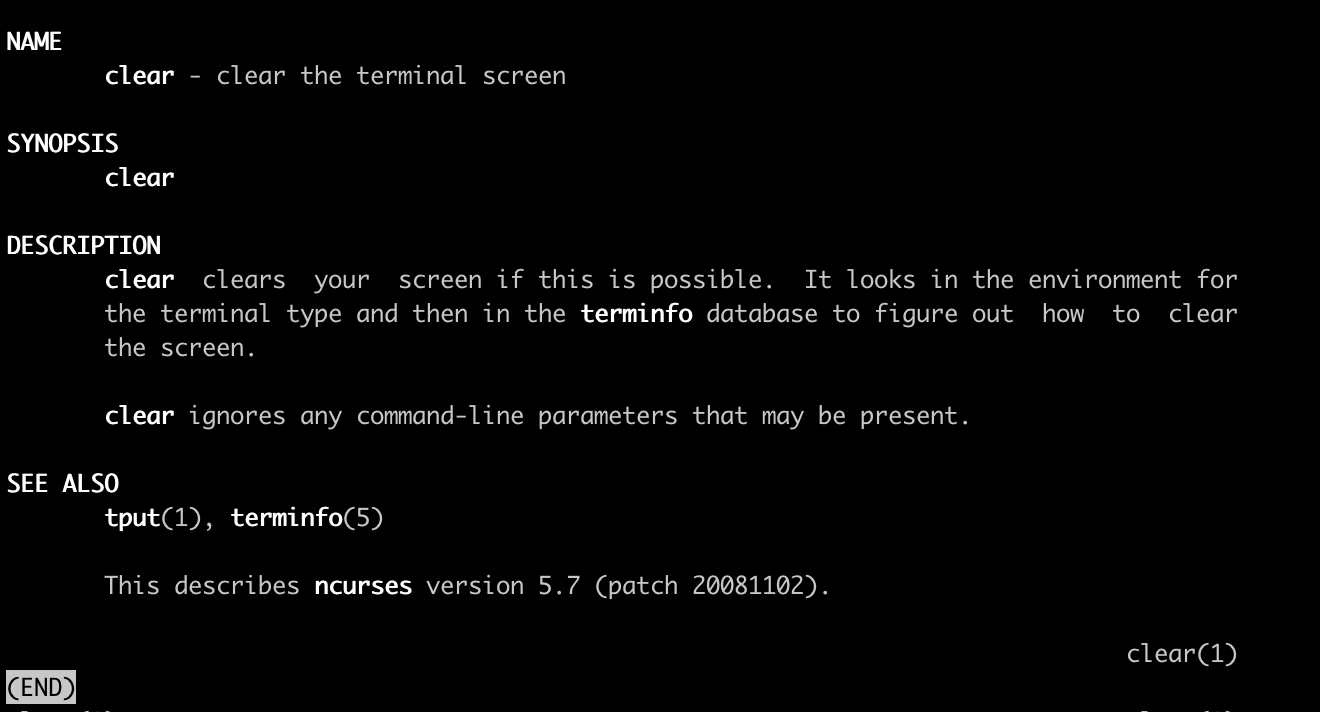 NAME
clear - clear the terminal screen
SYNOPSIS
clear
DESCRIPTION
clear  clears  your  screen if this is possible.  It looks in the environment for
the terminal type and then in the terminfo database to figure out  how  to  clear
the screen.
clear ignores any command-line parameters that may be present.
SEE ALSO
tput(1), terminfo(5)
This describes ncurses version 5.7 (patch 20081102).
clear(1)
(END)